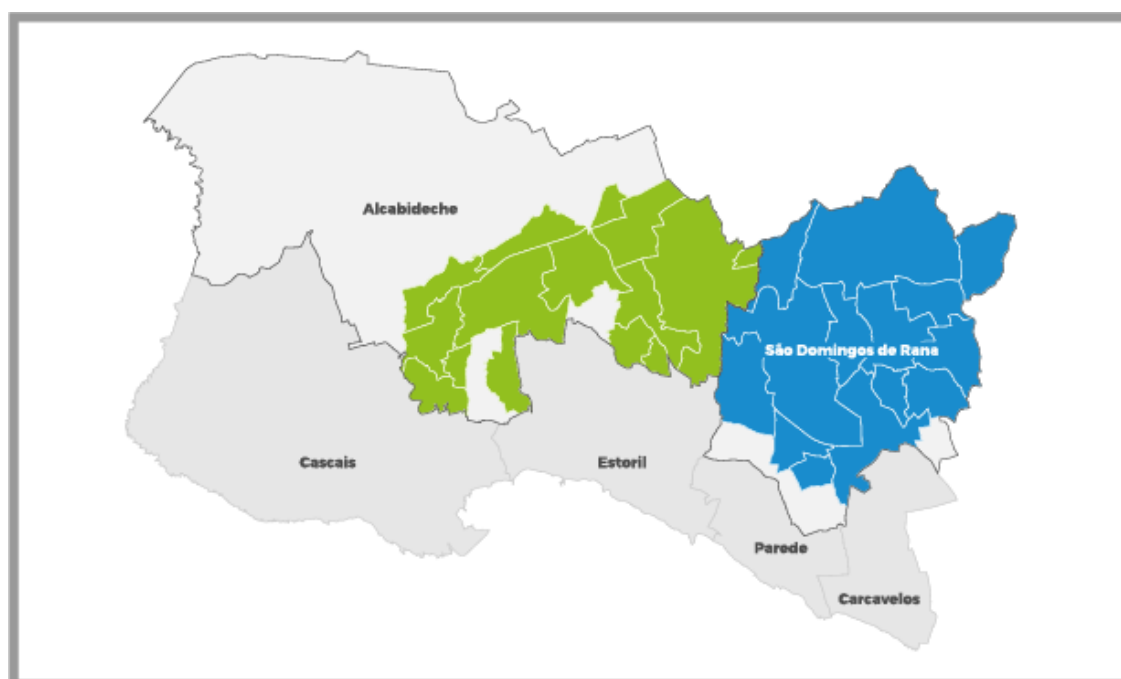 Alcabideche
São Domingos de Rana
Cascais
Estoril
Parede
Carcavelos